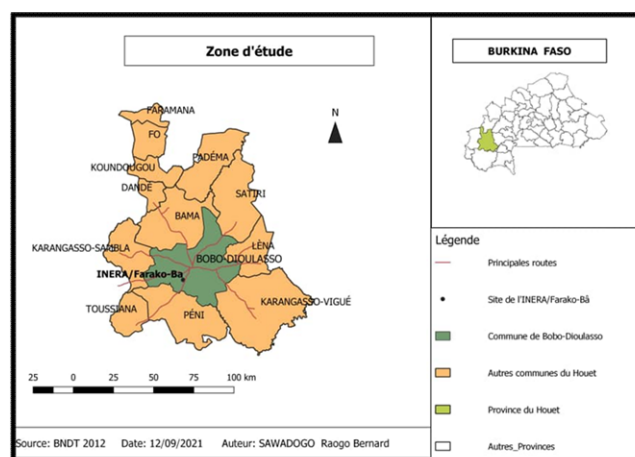 Zone d'étude
BURKINA FASO
N
FARAMANA
FO
PADÉMA
KOUNDOUGOU
DANDÉ
SATIRI
BAMA
KARANGASSO-SAMBLA
LÉNA
BOBO-DIOULASSO
INERA/Farako-Ba
TOUSSIANA
PÉNI
KARANGASSO-VIGUÉ
25 0 25 50 75 100 km
Légende
Principales routes
Site de l'INERA/Farako-Bâ
Commune de Bobo-Dioulasso
Autres communes du Houet
Province du Houet
Autres_Provinces
Source: BNDT 2012 Date: 12/09/2021 Auteur: SAWADOGO Raogo Bernard